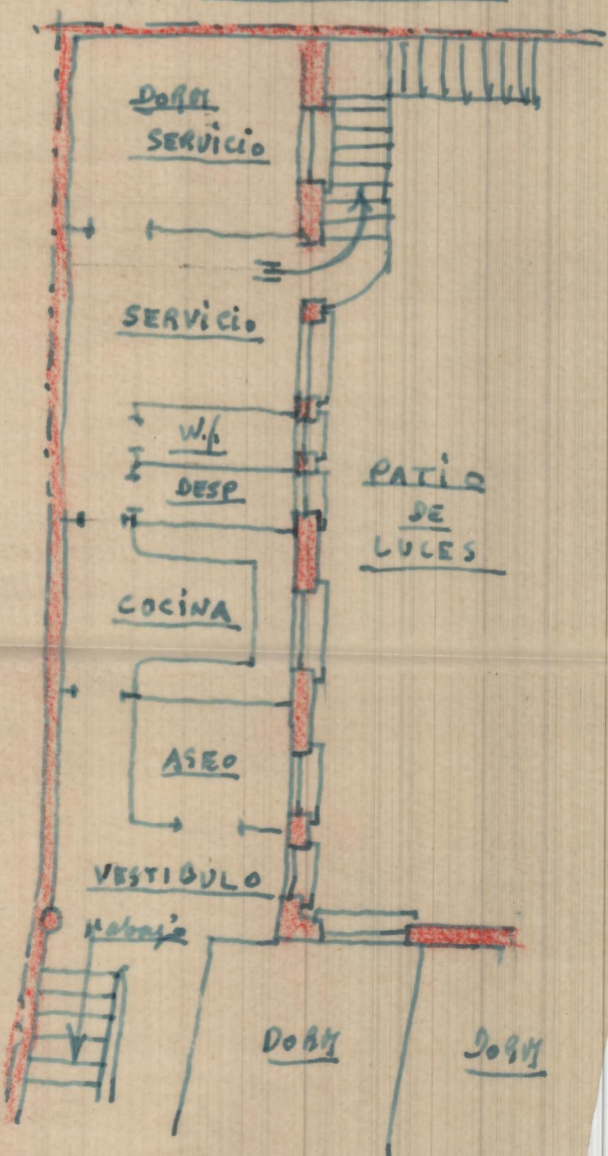 DORM
SERVICIO
SERVICIO
W.C.
DESP
PATIO
DE
LUCES
COCINA
ASEO
VESTIBULO
DORM
DORM